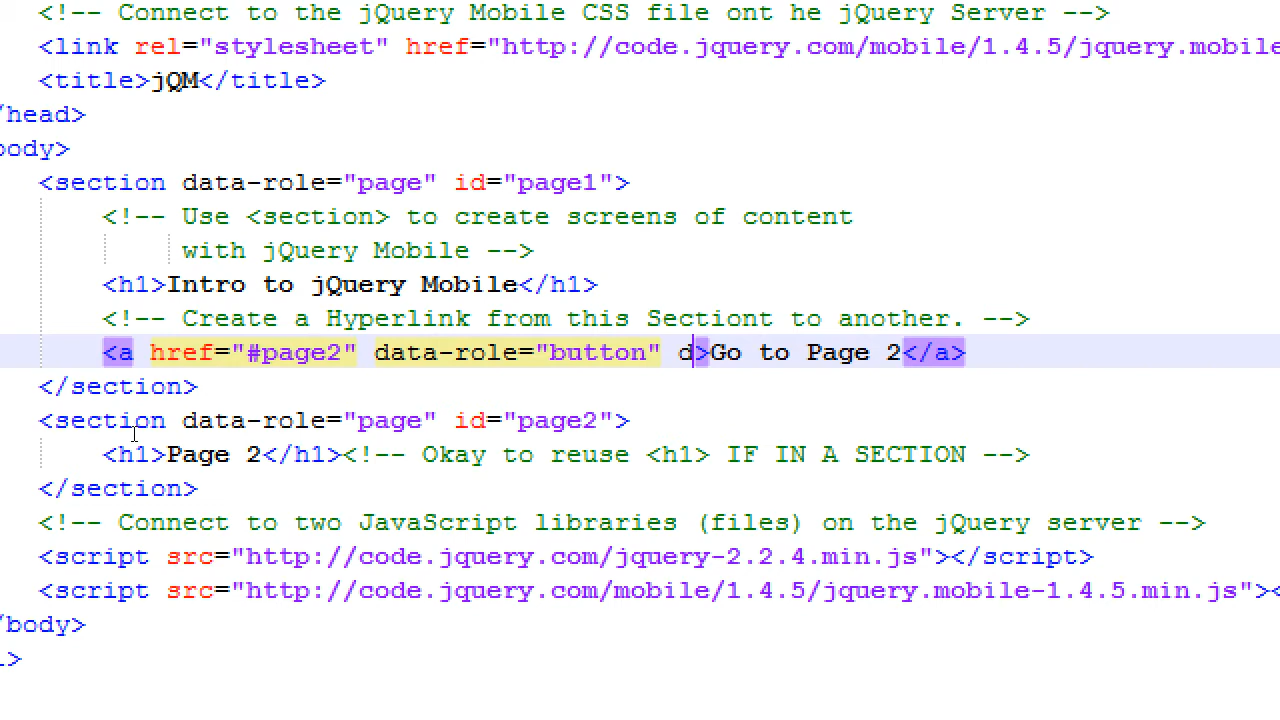 <!-- Connect to the jQuery Mobile CSS file ont he jQuery Server -->
<link rel="stylesheet" href="http://code.jquery.com/mobile/1.4.5/jquery.mobile
<title>jQM</title>
/head>
body>
<section data-role="page" id="page1">
<!-- Use <section> to create screens of content
with jQuery Mobile -->
<h1>Intro to jQuery Mobile</h1>
<!-- Create a Hyperlink from this Sectiont to another. -->
<a href="#page2" data-role="button" d>Go to Page 2</a>
</section>
<section data-role="page" id="page2">
<h1>Page 2</h1><!-- Okay to reuse <h1> IF IN A SECTION -->
</section>
<!-- Connect to two JavaScript libraries (files) on the jQuery server -->
<script src="http://code.jquery.com/jquery-2.2.4.min.js"></script>
<script src="http://code.jquery.com/mobile/1.4.5/jquery.mobile-1.4.5.min.js"><
/body>
l>